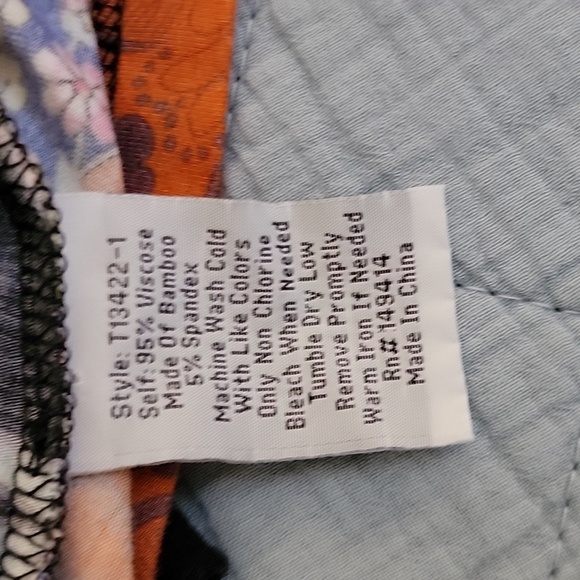 Style: T13422-1
Self: 95% Viscose
Made Of Bamboo
5% Spandex
Machine Wash Cold
With Like Colors
Only Non Chlorine
Bleach When Needed
Tumble Dry Low
Remove Promptly
Warm Iron If Needed
Rn# 149414
Made In China